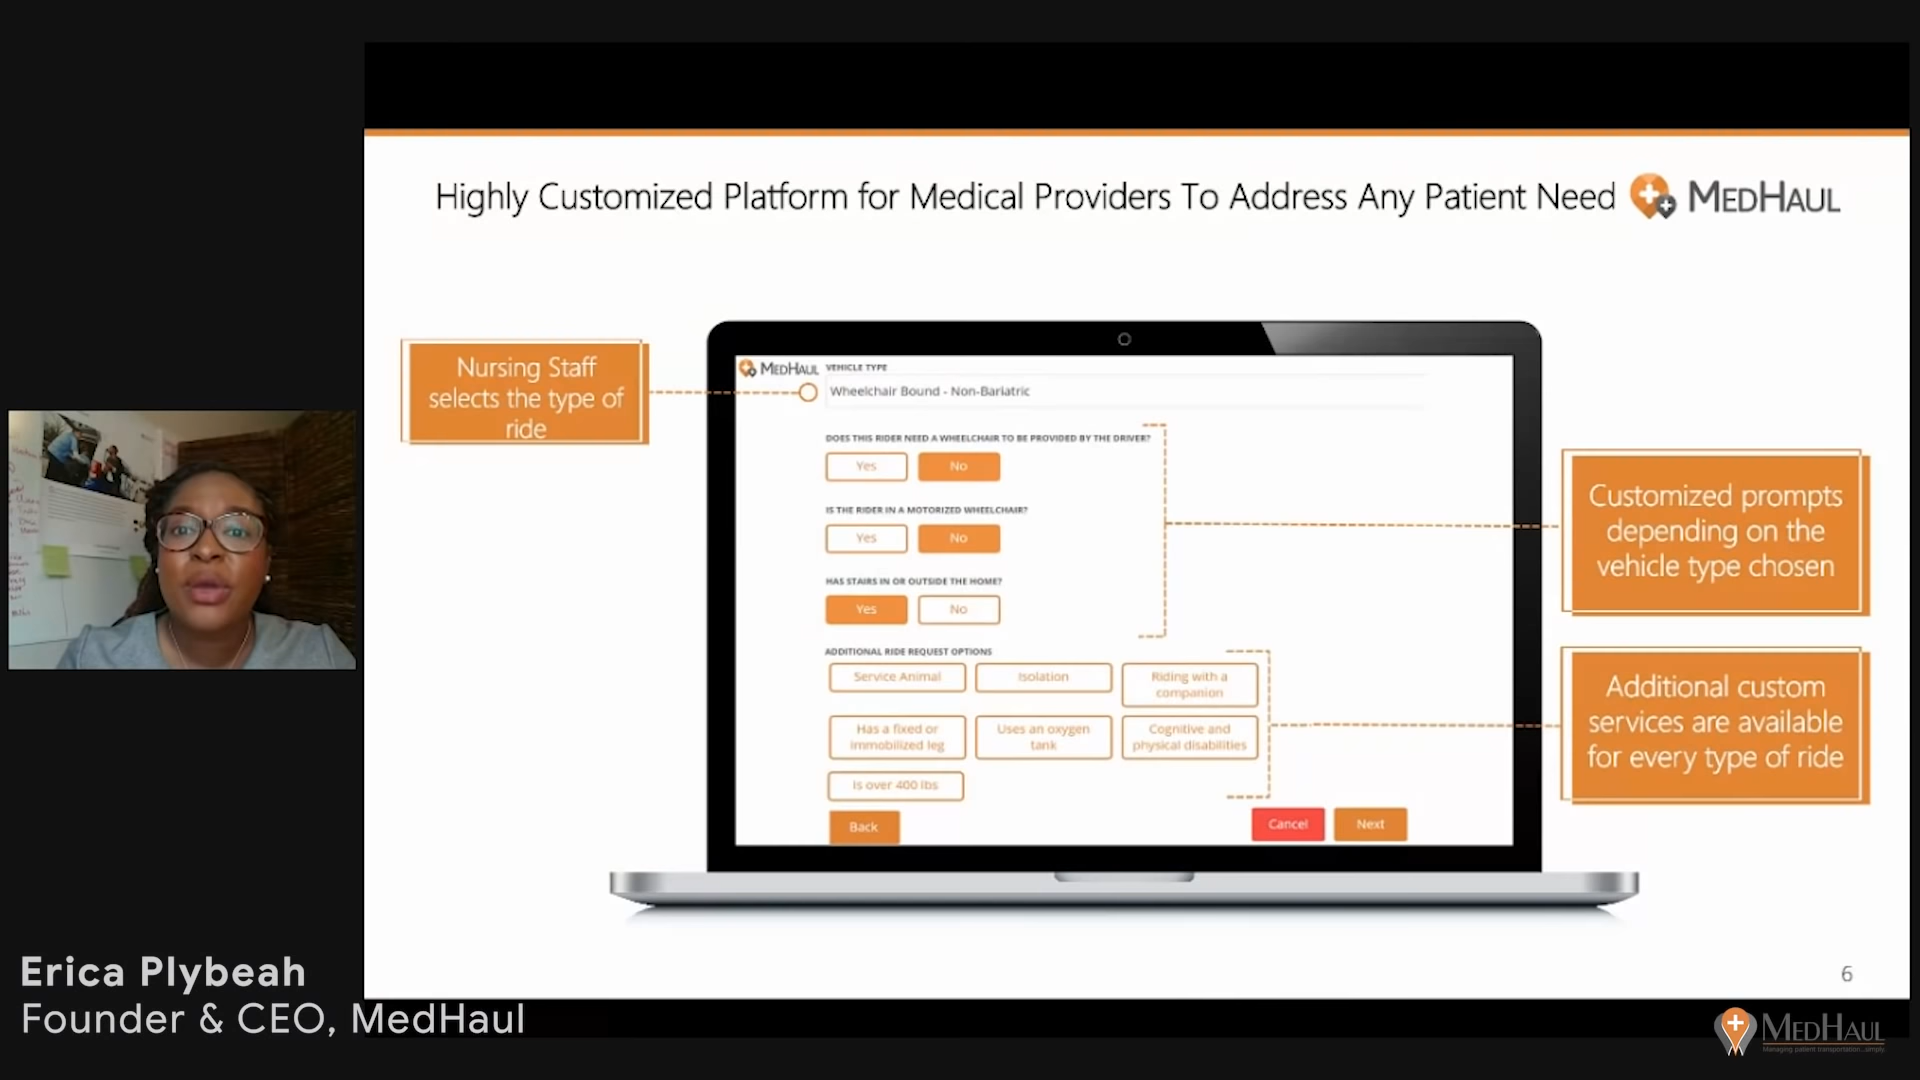 Highly Customized Platform for Medical Providers To Address Any Patient Need
MEDHAUL
Nursing Staff
selects the type of
ride
MEDHAUL
VEHICLE TYPE
Wheelchair Bound - Non-Bariatric
DOES THIS RIDER NEED A WHEELCHAIR TO BE PROVIDED BY THE DRIVER?
Yes
No
IS THE RIDER IN A MOTORIZED WHEELCHAIR?
Yes
No
HAS STAIRS IN OR OUTSIDE THE HOME?
Yes
No
ADDITIONAL RIDE REQUEST OPTIONS
Service Animal
Isolation
Riding with a
companion
Has a fixed or
immobilized leg
Uses an oxygen
tank
Cognitive and
physical disabilities
Is over 400 lbs
Back
Cancel
Next
Customized prompts
depending on the
vehicle type chosen
Additional custom
services are available
for every type of ride
6
Erica Plybeah
Founder & CEO, MedHaul
MEDHAUL
Managing patient transportation...simply.